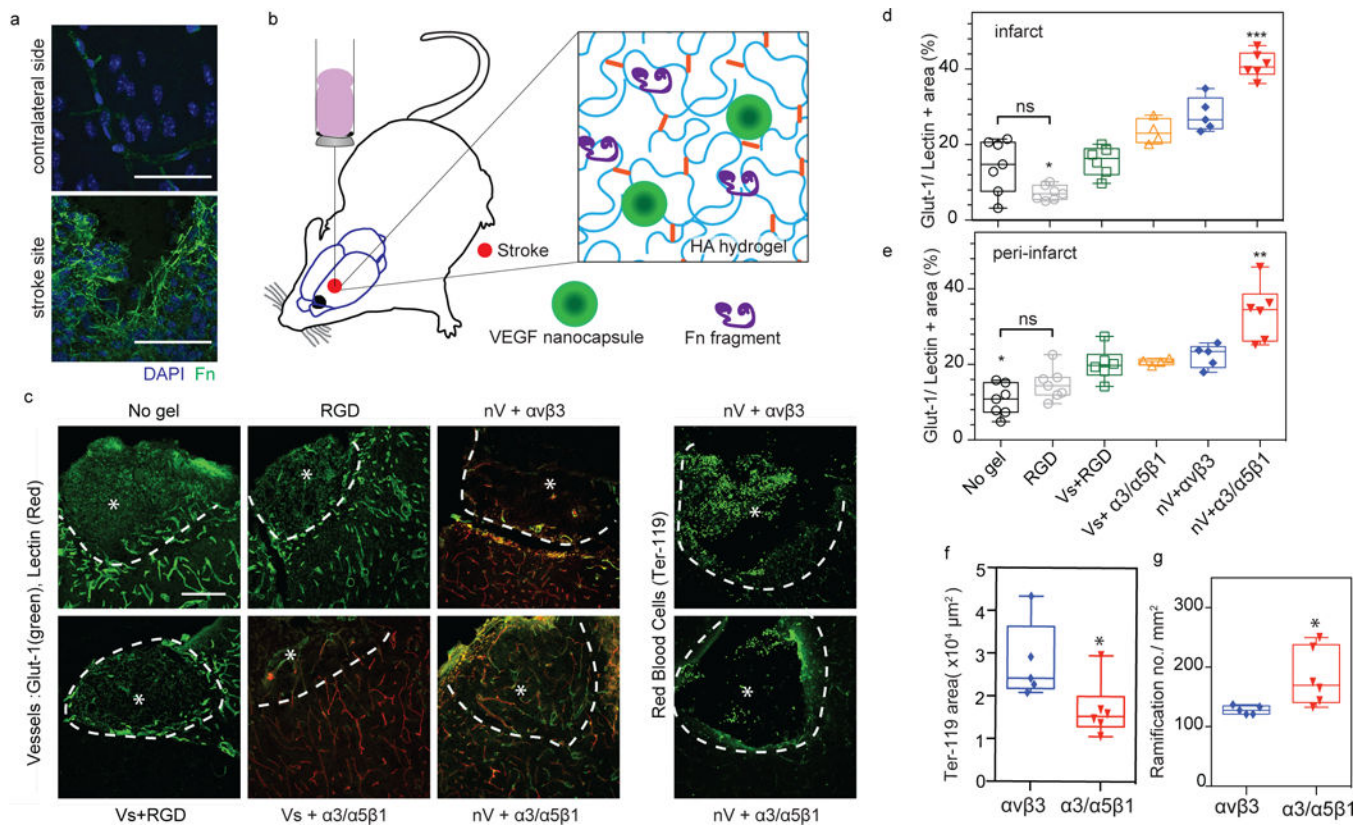 a
contralateral side
stroke site
DAPI Fn
b
Stroke
HA hydrogel
VEGF nanocapsule
Fn fragment
c
Vessels :Glut-1(green), Lectin (Red)
No gel
RGD
nV + αvβ3
*
*
*
Vs+RGD
Vs + α3/α5β1
nV + α3/α5β1
*
*
*
Red Blood Cells (Ter-119)
nV + αvβ3
*
*
nV + α3/α5β1
d
infarct
Glut-1/ Lectin + area (%)
40
20
0
ns
*
***
e
peri-infarct
Glut-1/ Lectin + area (%)
40
20
0
*
ns
**
No gel
RGD
Vs+RGD
Vs+ α3/α5β1
nV+αvβ3
nV+α3/α5β1
f
Ter-119 area( x10⁴ μm²)
5
4
3
2
1
0
*
αvβ3
α3/α5β1
g
Ramification no./ mm²
300
200
100
0
*
αvβ3
α3/α5β1